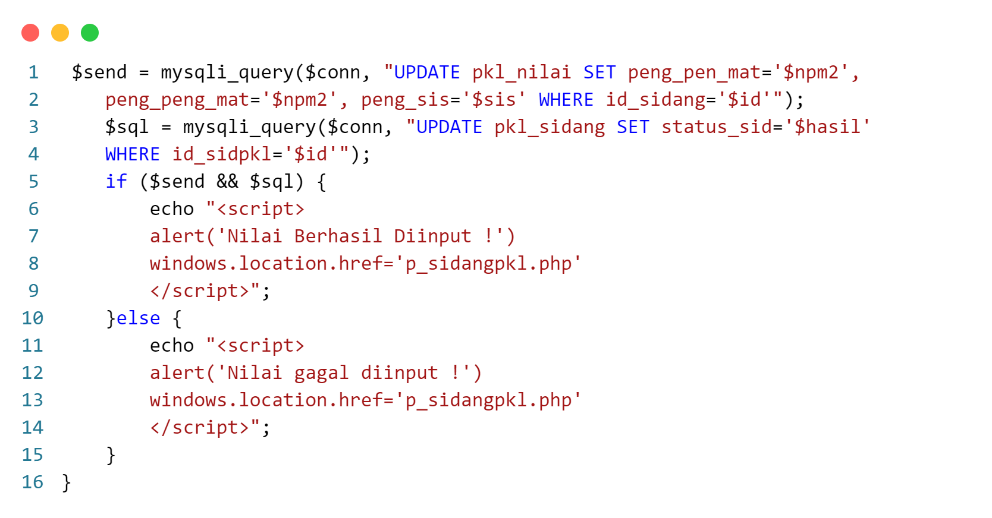 1 $send = mysqli_query($conn, "UPDATE pkl_nilai SET peng_pen_mat='$npm2',
2 peng_peng_mat='$npm2', peng_sis='$sis' WHERE id_sidang='$id'");
3 $sql = mysqli_query($conn, "UPDATE pkl_sidang SET status_sid='$hasil'
4 WHERE id_sidpkl='$id'");
5 if ($send && $sql) {
6 echo "<script>
7 alert('Nilai Berhasil Diinput !')
8 windows.location.href='p_sidangpkl.php'
9 </script>";
10 }else {
11 echo "<script>
12 alert('Nilai gagal diinput !')
13 windows.location.href='p_sidangpkl.php'
14 </script>";
15 }
16 }